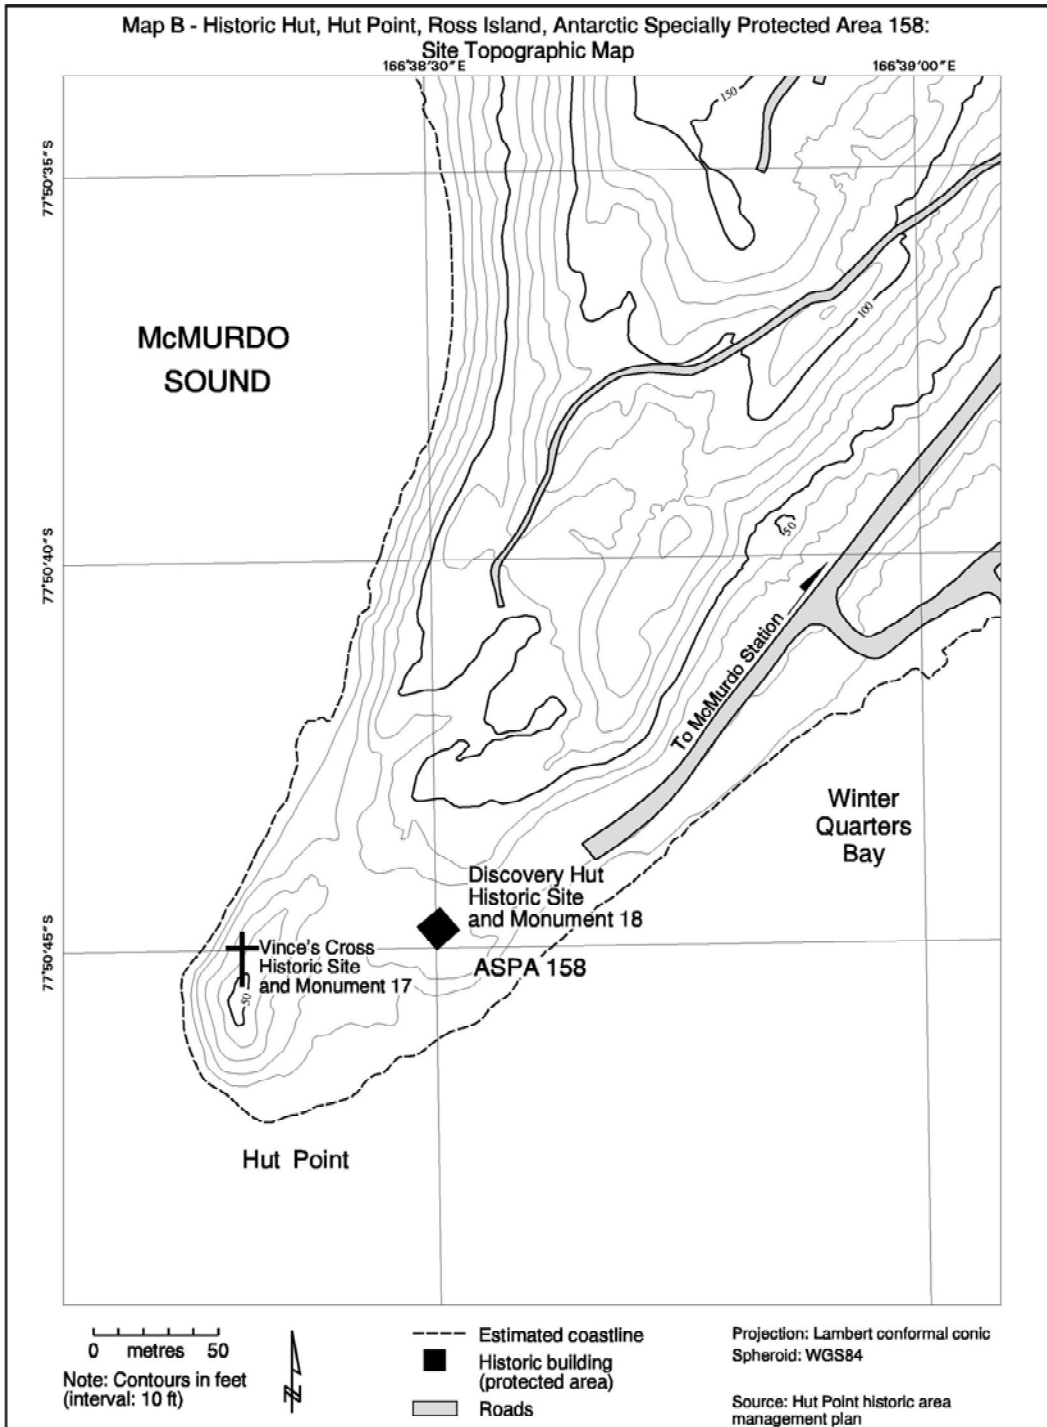 Map B - Historic Hut, Hut Point, Ross Island, Antarctic Specially Protected Area 158:
Site Topographic Map
166°38'30"E
166°39'00"E
77°50'35"S
77°50'40"S
77°50'45"S
150
100
50
50
McMURDO
SOUND
To McMurdo Station
Winter
Quarters
Bay
Discovery Hut
Historic Site
and Monument 18
ASPA 158
Vince's Cross
Historic Site
and Monument 17
Hut Point
0 metres 50
Note: Contours in feet
(interval: 10 ft)
N
Estimated coastline
Historic building
(protected area)
Roads
Projection: Lambert conformal conic
Spheroid: WGS84
Source: Hut Point historic area
management plan